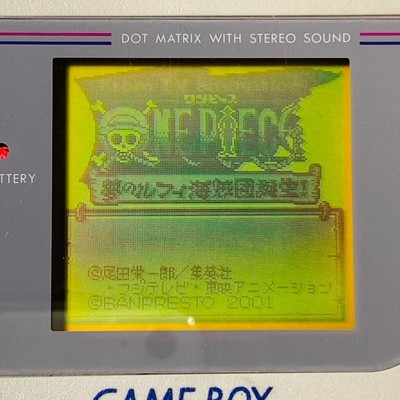 DOT MATRIX WITH STEREO SOUND
ワンピース
ONE PIECE
夢のルフィ海賊団誕生!
TTERY
©尾田栄一郎/集英社
・フジテレビ・東映アニメーション
©BANPRESTO 2001
GAME BOY